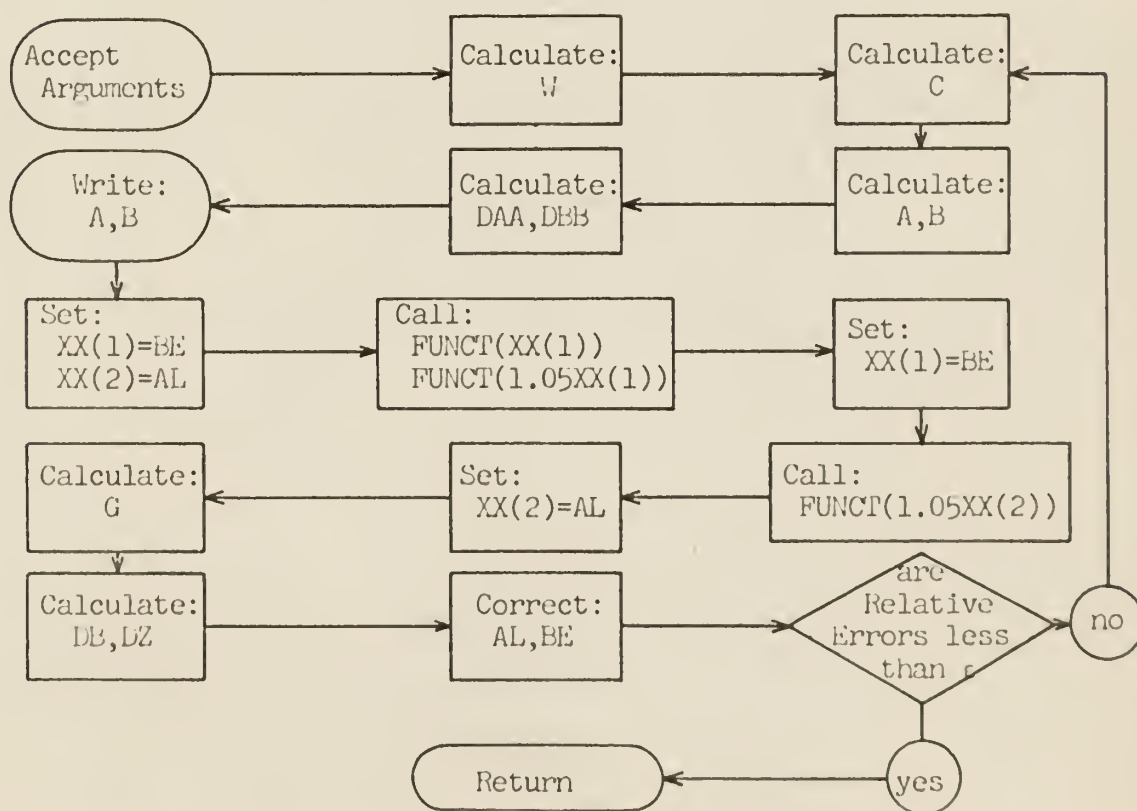 Accept
Arguments
Calculate:
W
Calculate:
C
Write:
A,B
Calculate:
DAA,DBB
Calculate:
A,B
Set:
XX(1)=BE
XX(2)=AL
Call:
FUNCT(XX(1))
FUNCT(1.05XX(1))
Set:
XX(1)=BE
Calculate:
G
Set:
XX(2)=AL
Call:
FUNCT(1.05XX(2))
Calculate:
DB,DZ
Correct:
AL,BE
are
Relative
Errors less
than ε
no
Return
yes